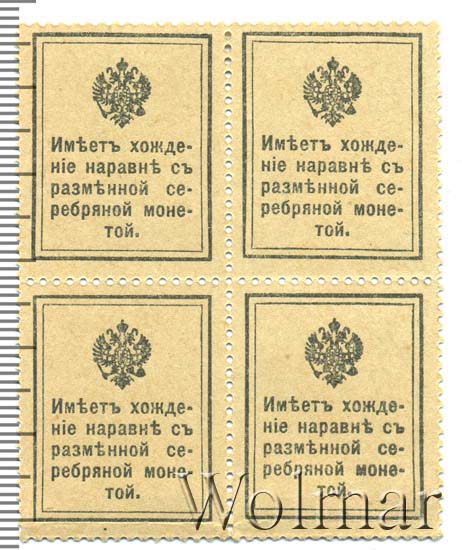 Имѣетъ хожде-
ніе наравнѣ съ
размѣнной се-
ребряной моне-
той.
Имѣетъ хожде-
ніе наравнѣ съ
размѣнной се-
ребряной моне-
той.
Имѣетъ хожде-
ніе наравнѣ съ
размѣнной се-
ребряной моне-
той.
Имѣетъ хожде-
ніе наравнѣ съ
размѣнной се-
ребряной моне-
той.
Wolmar